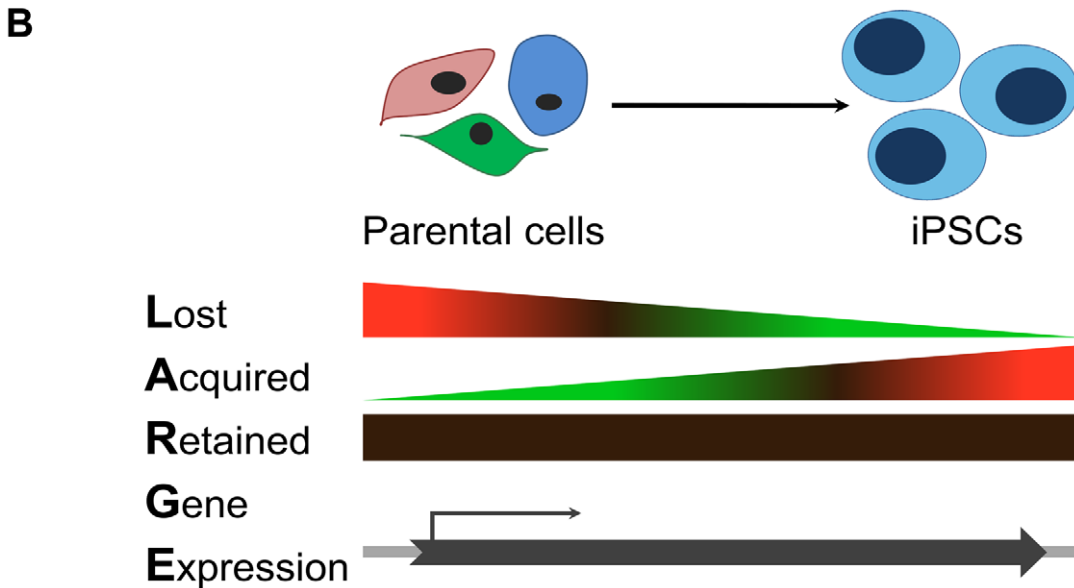 B
Parental cells
iPSCs
Lost
Acquired
Retained
Gene
Expression